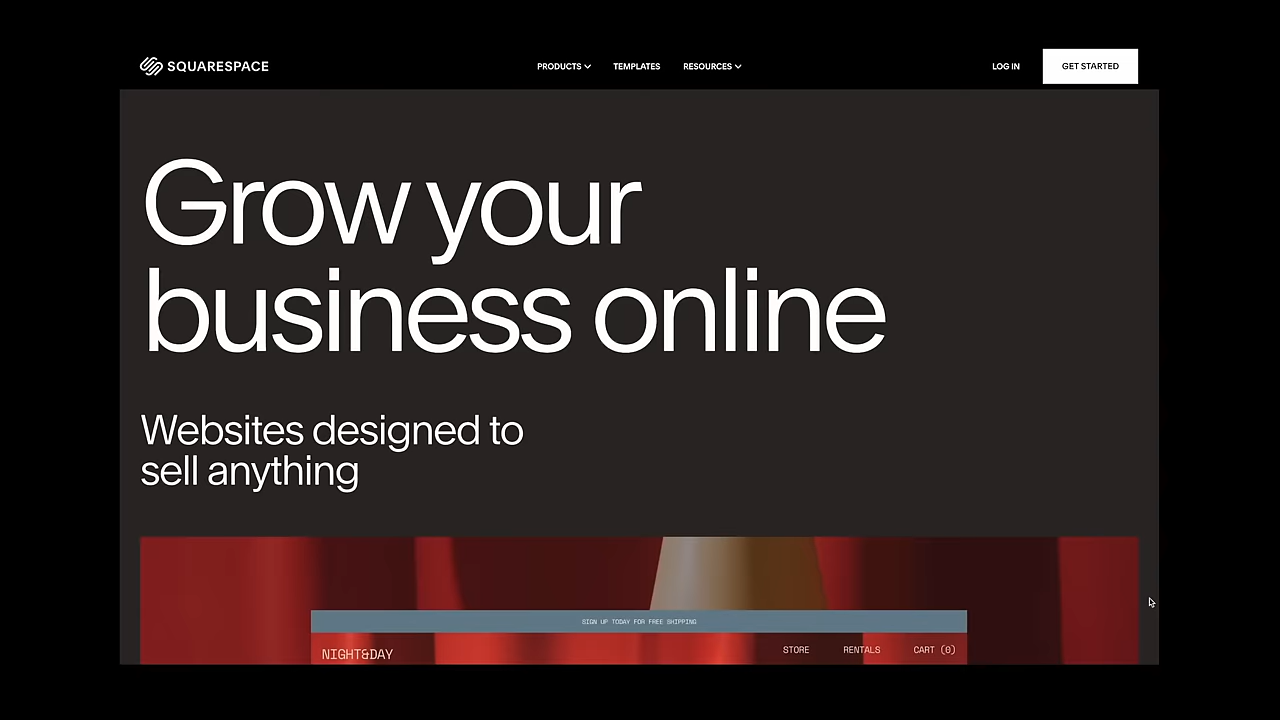 SQUARESPACE
PRODUCTS TEMPLATES RESOURCES
LOG IN GET STARTED
Grow your
business online
Websites designed to
sell anything
SIGN UP TODAY FOR FREE SHIPPING
NIGHT&DAY STORE RENTALS CART (0)